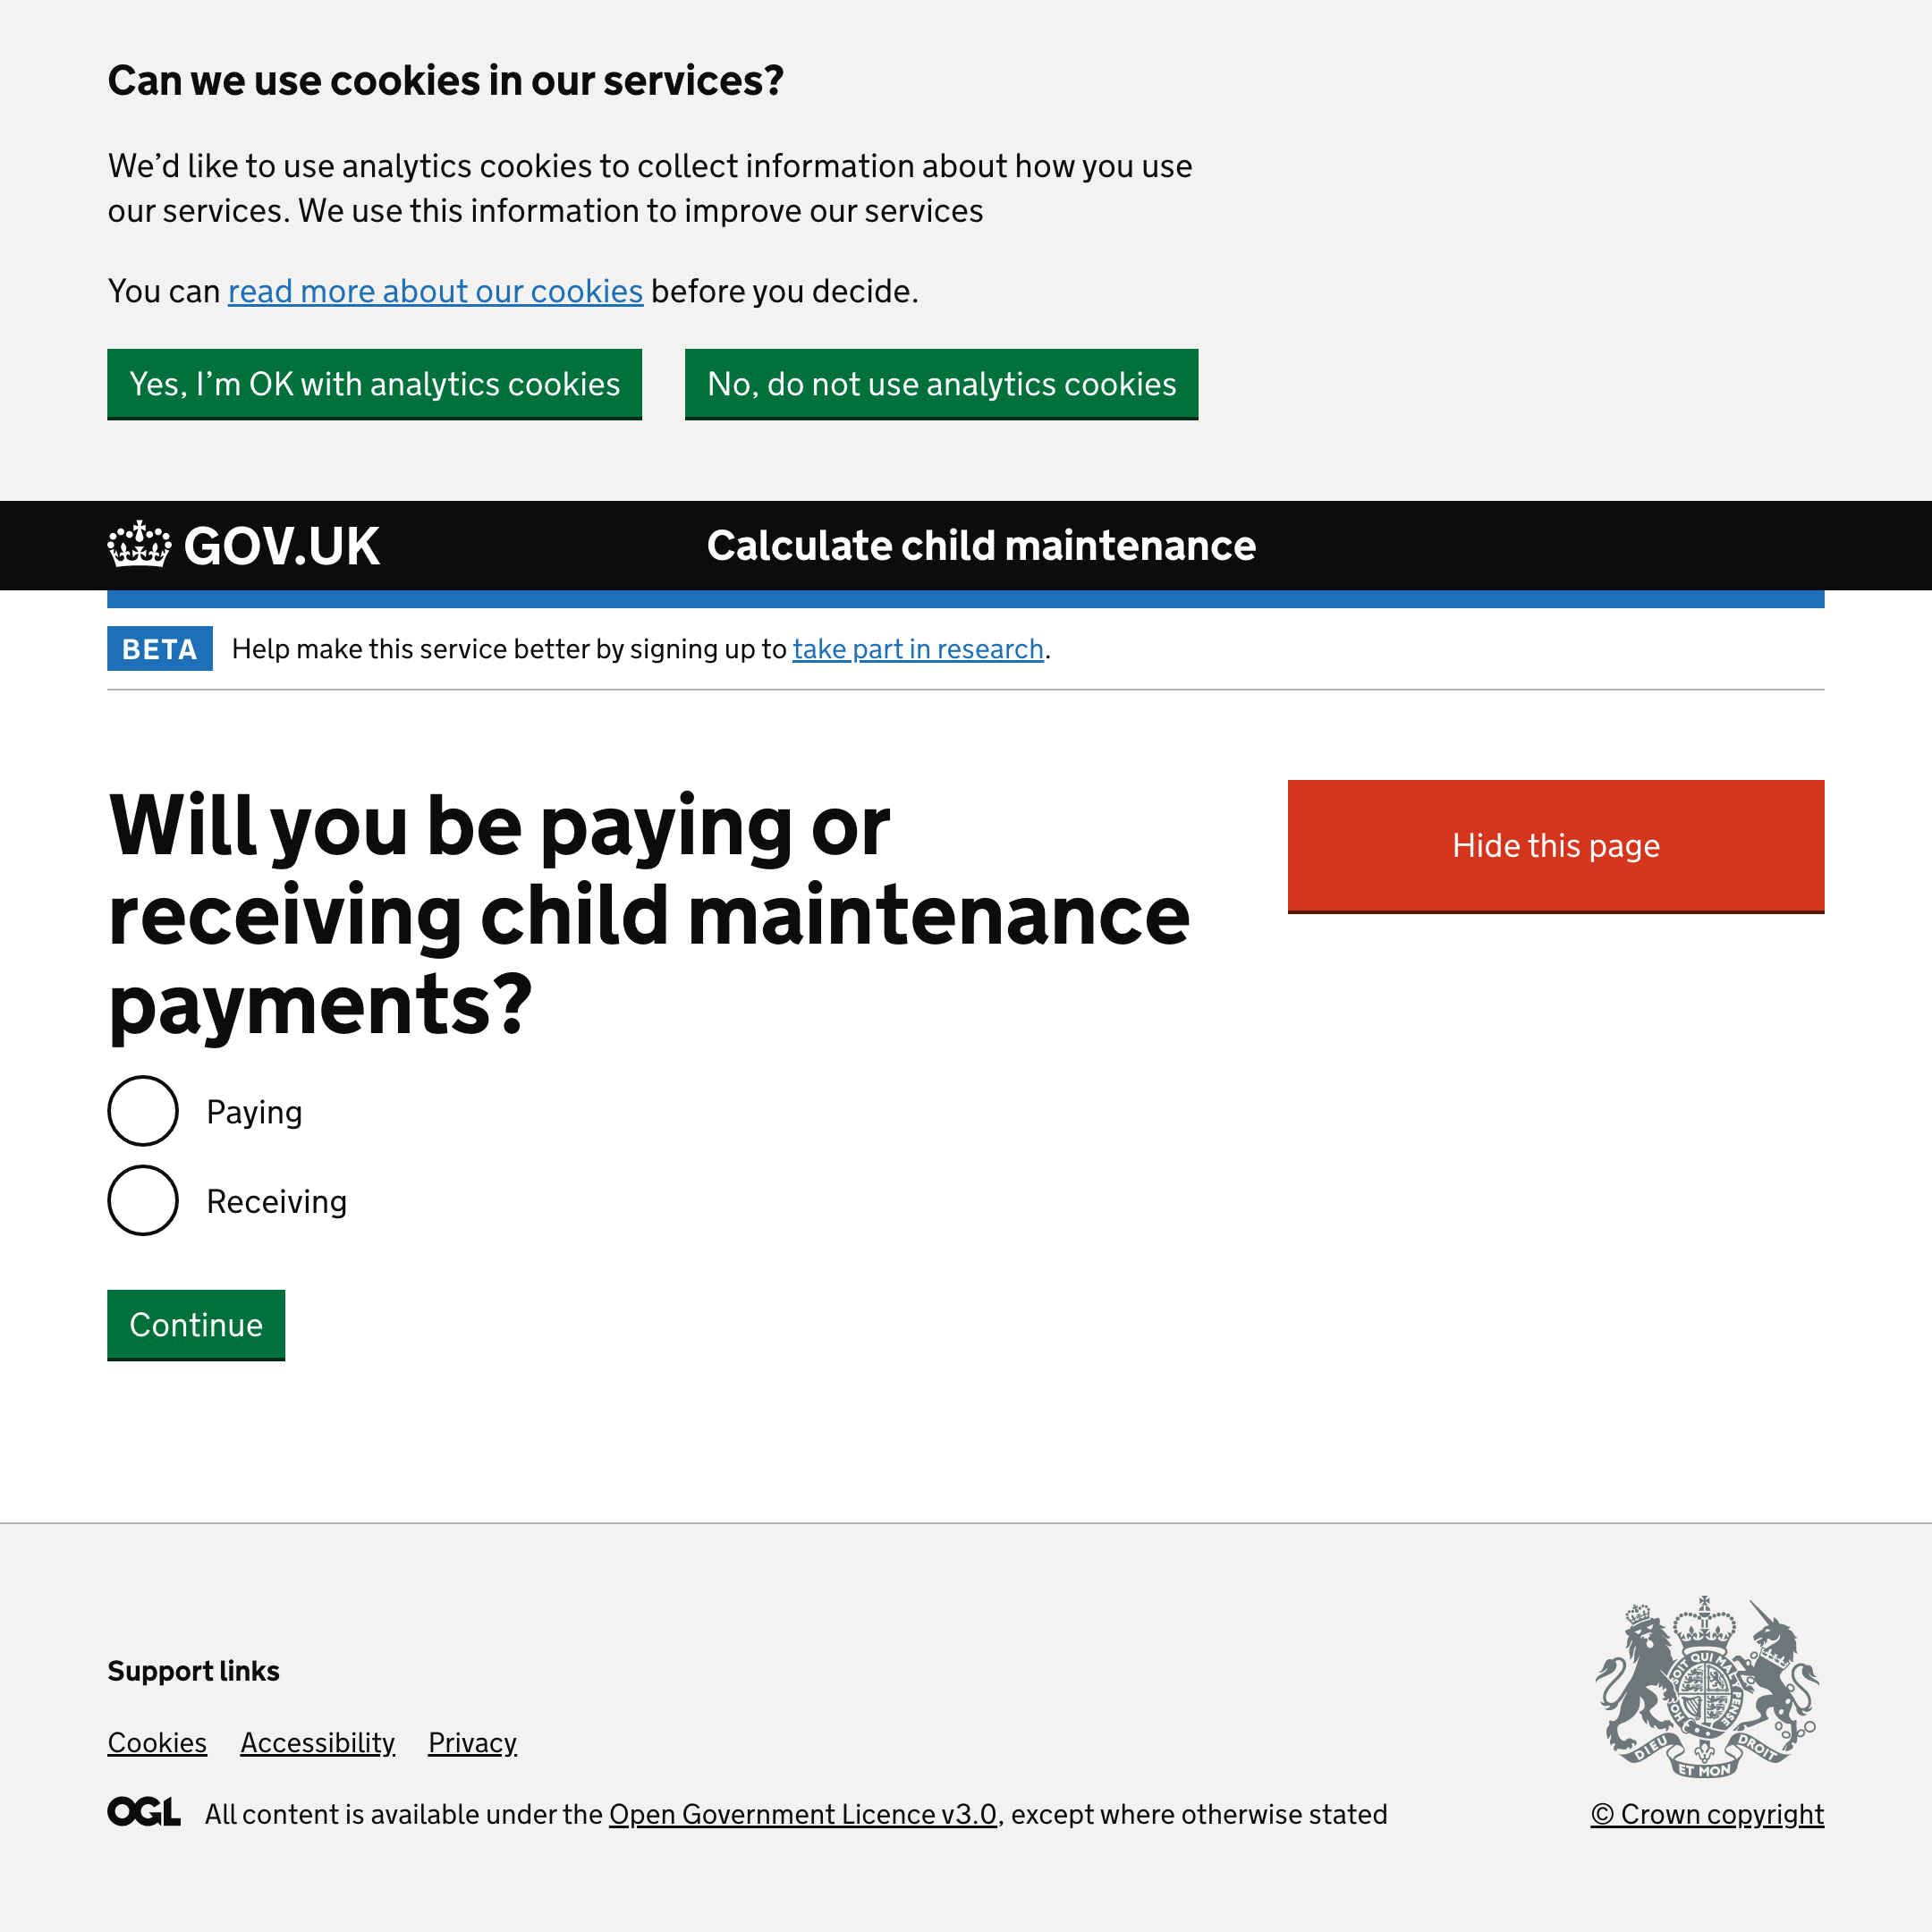 Can we use cookies in our services?
We’d like to use analytics cookies to collect information about how you use
our services. We use this information to improve our services
You can read more about our cookies before you decide.
Yes, I’m OK with analytics cookies
No, do not use analytics cookies
GOV.UK
Calculate child maintenance
BETA
Help make this service better by signing up to take part in research.
Will you be paying or
receiving child maintenance
payments?
Hide this page
Paying
Receiving
Continue
Support links
Cookies
Accessibility
Privacy
OGL
All content is available under the Open Government Licence v3.0, except where otherwise stated
SOIT QUI MAL
PENSE
DIEU
ET MON
DROIT
© Crown copyright